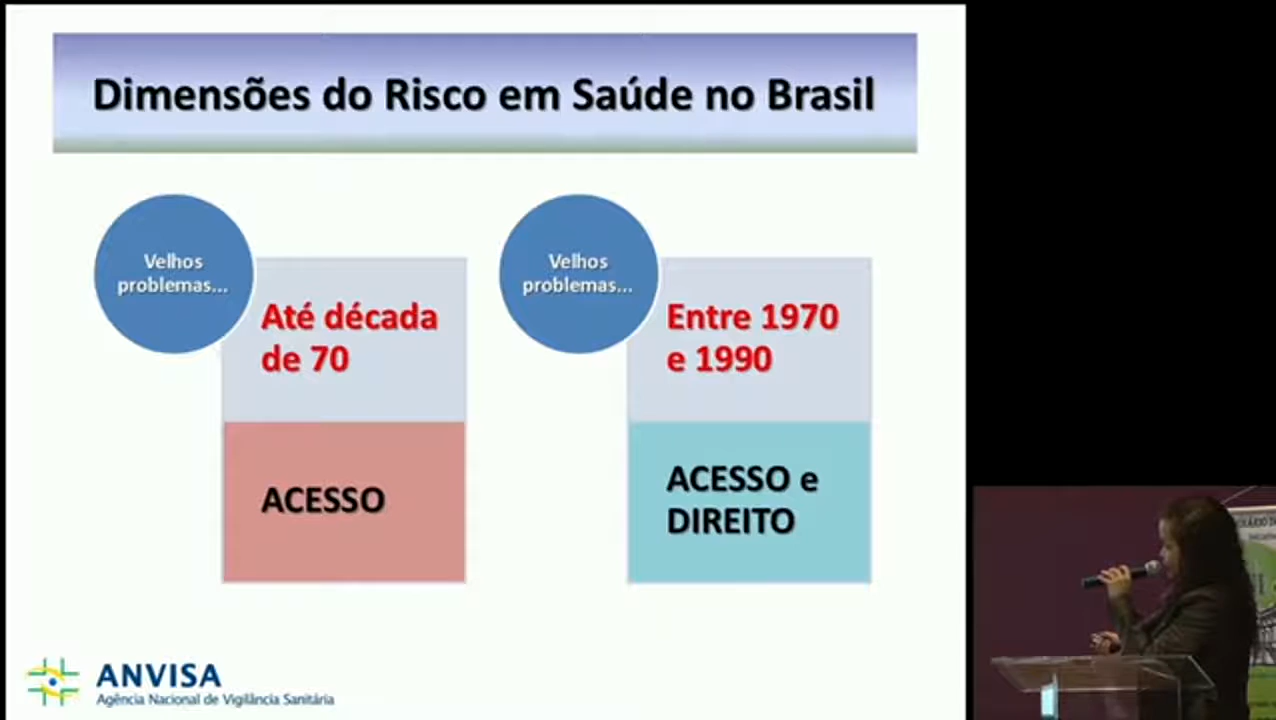 Dimensões do Risco em Saúde no Brasil
Velhos
problemas...
Até década
de 70
ACESSO
Velhos
problemas...
Entre 1970
e 1990
ACESSO e
DIREITO
ANVISA
Agência Nacional de Vigilância Sanitária